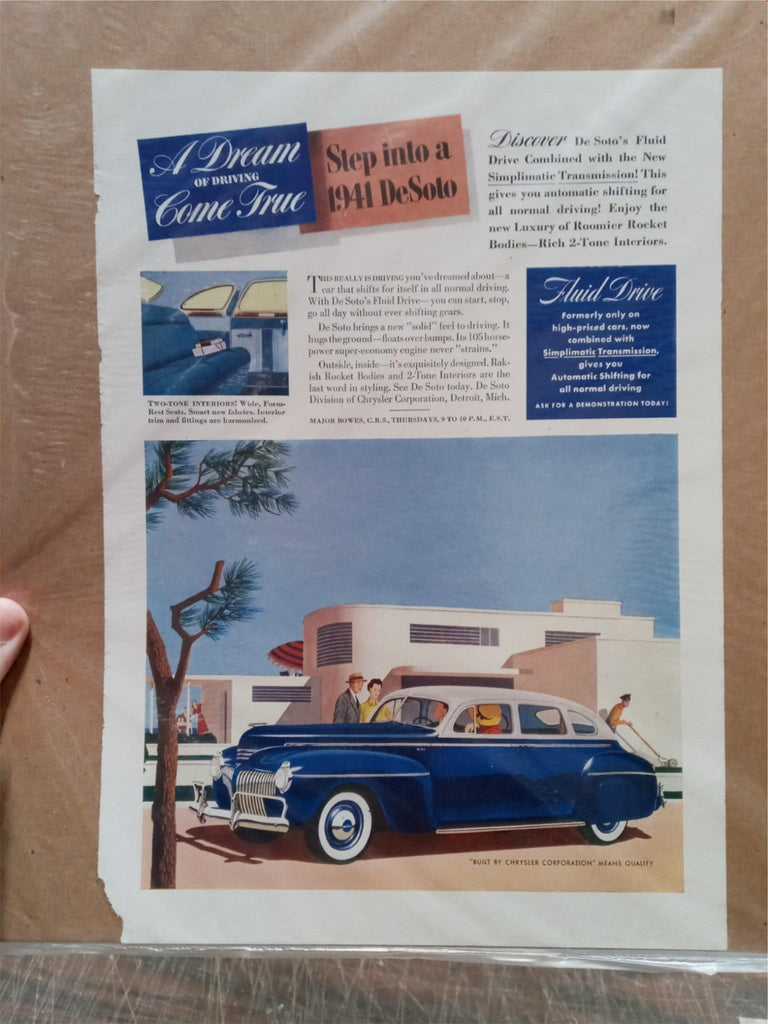 A Dream
OF DRIVING
Come True
Step into a
1941 DeSoto
Discover De Soto's Fluid
Drive Combined with the New
Simplimatic Transmission! This
gives you automatic shifting for
all normal driving! Enjoy the
new Luxury of Roomier Rocket
Bodies—Rich 2-Tone Interiors.
TWO-TONE INTERIORS! Wide, Form-
Rest Seats. Smart new fabrics. Interior
trim and fittings are harmonized.
THIS REALLY IS DRIVING you've dreamed about—a
car that shifts for itself in all normal driving.
With De Soto's Fluid Drive—you can start, stop,
go all day without ever shifting gears.
De Soto brings a new "solid" feel to driving. It
hugs the ground—floats over bumps. Its 105 horse-
power super-economy engine never "strains."
Outside, inside—it's exquisitely designed. Rak-
ish Rocket Bodies and 2-Tone Interiors are the
last word in styling. See De Soto today. De Soto
Division of Chrysler Corporation, Detroit, Mich.
MAJOR BOWES, C.B.S., THURSDAYS, 9 TO 10 P.M., E.S.T.
Fluid Drive
Formerly only on
high-priced cars, now
combined with
Simplimatic Transmission,
gives you
Automatic Shifting for
all normal driving
ASK FOR A DEMONSTRATION TODAY!
"BUILT BY CHRYSLER CORPORATION" MEANS QUALITY